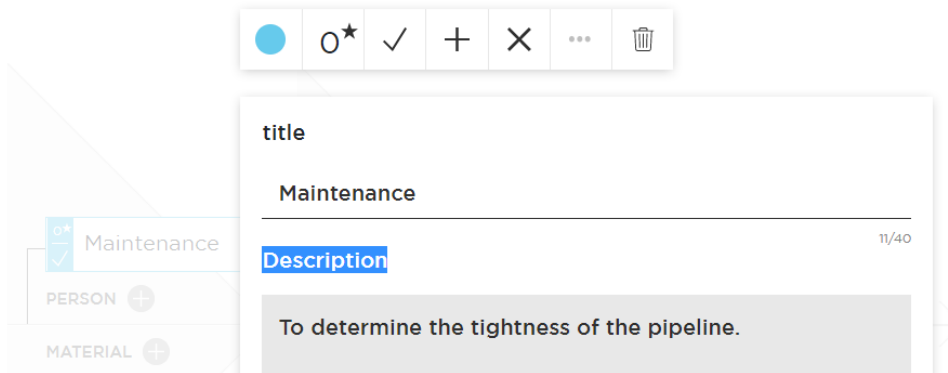 0★
title
Maintenance
11/40
Description
To determine the tightness of the pipeline.
0★
Maintenance
PERSON
MATERIAL